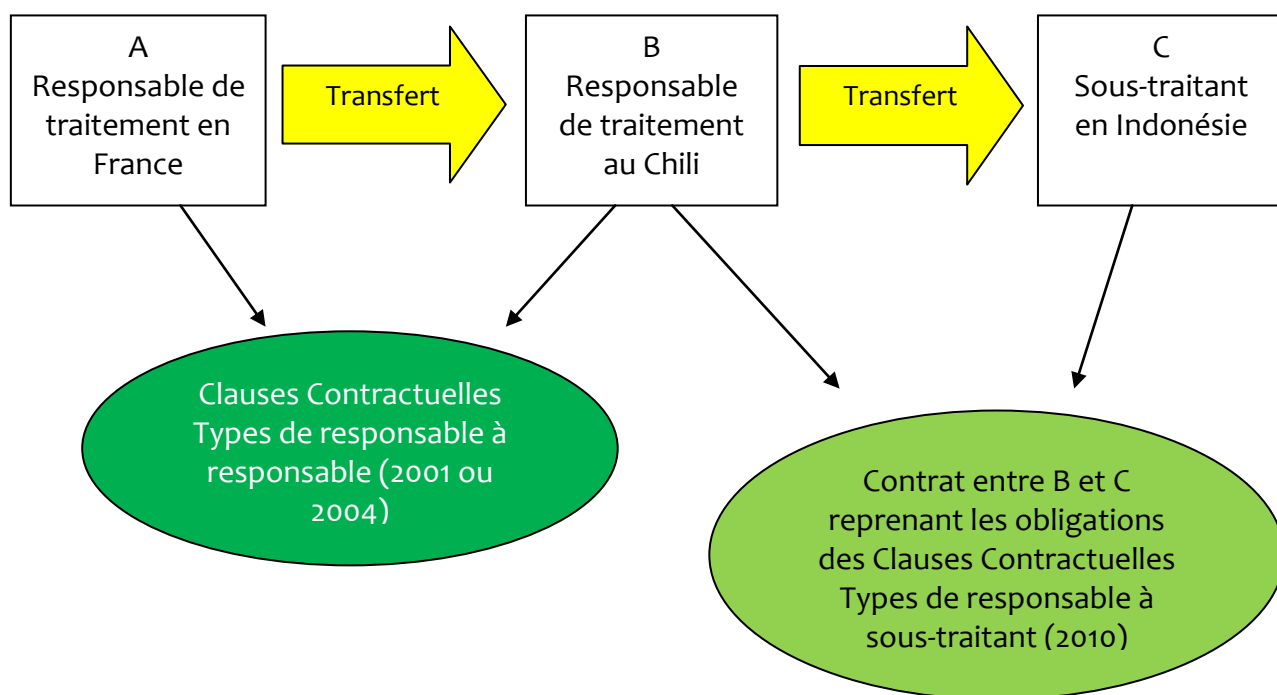 A
Responsable de
traitement en
France
Transfert
B
Responsable
de traitement
au Chili
Transfert
C
Sous-traitant
en Indonésie
Clauses Contractuelles
Types de responsable à
responsable (2001 ou
2004)
Contrat entre B et C
reprenant les obligations
des Clauses Contractuelles
Types de responsable à
sous-traitant (2010)